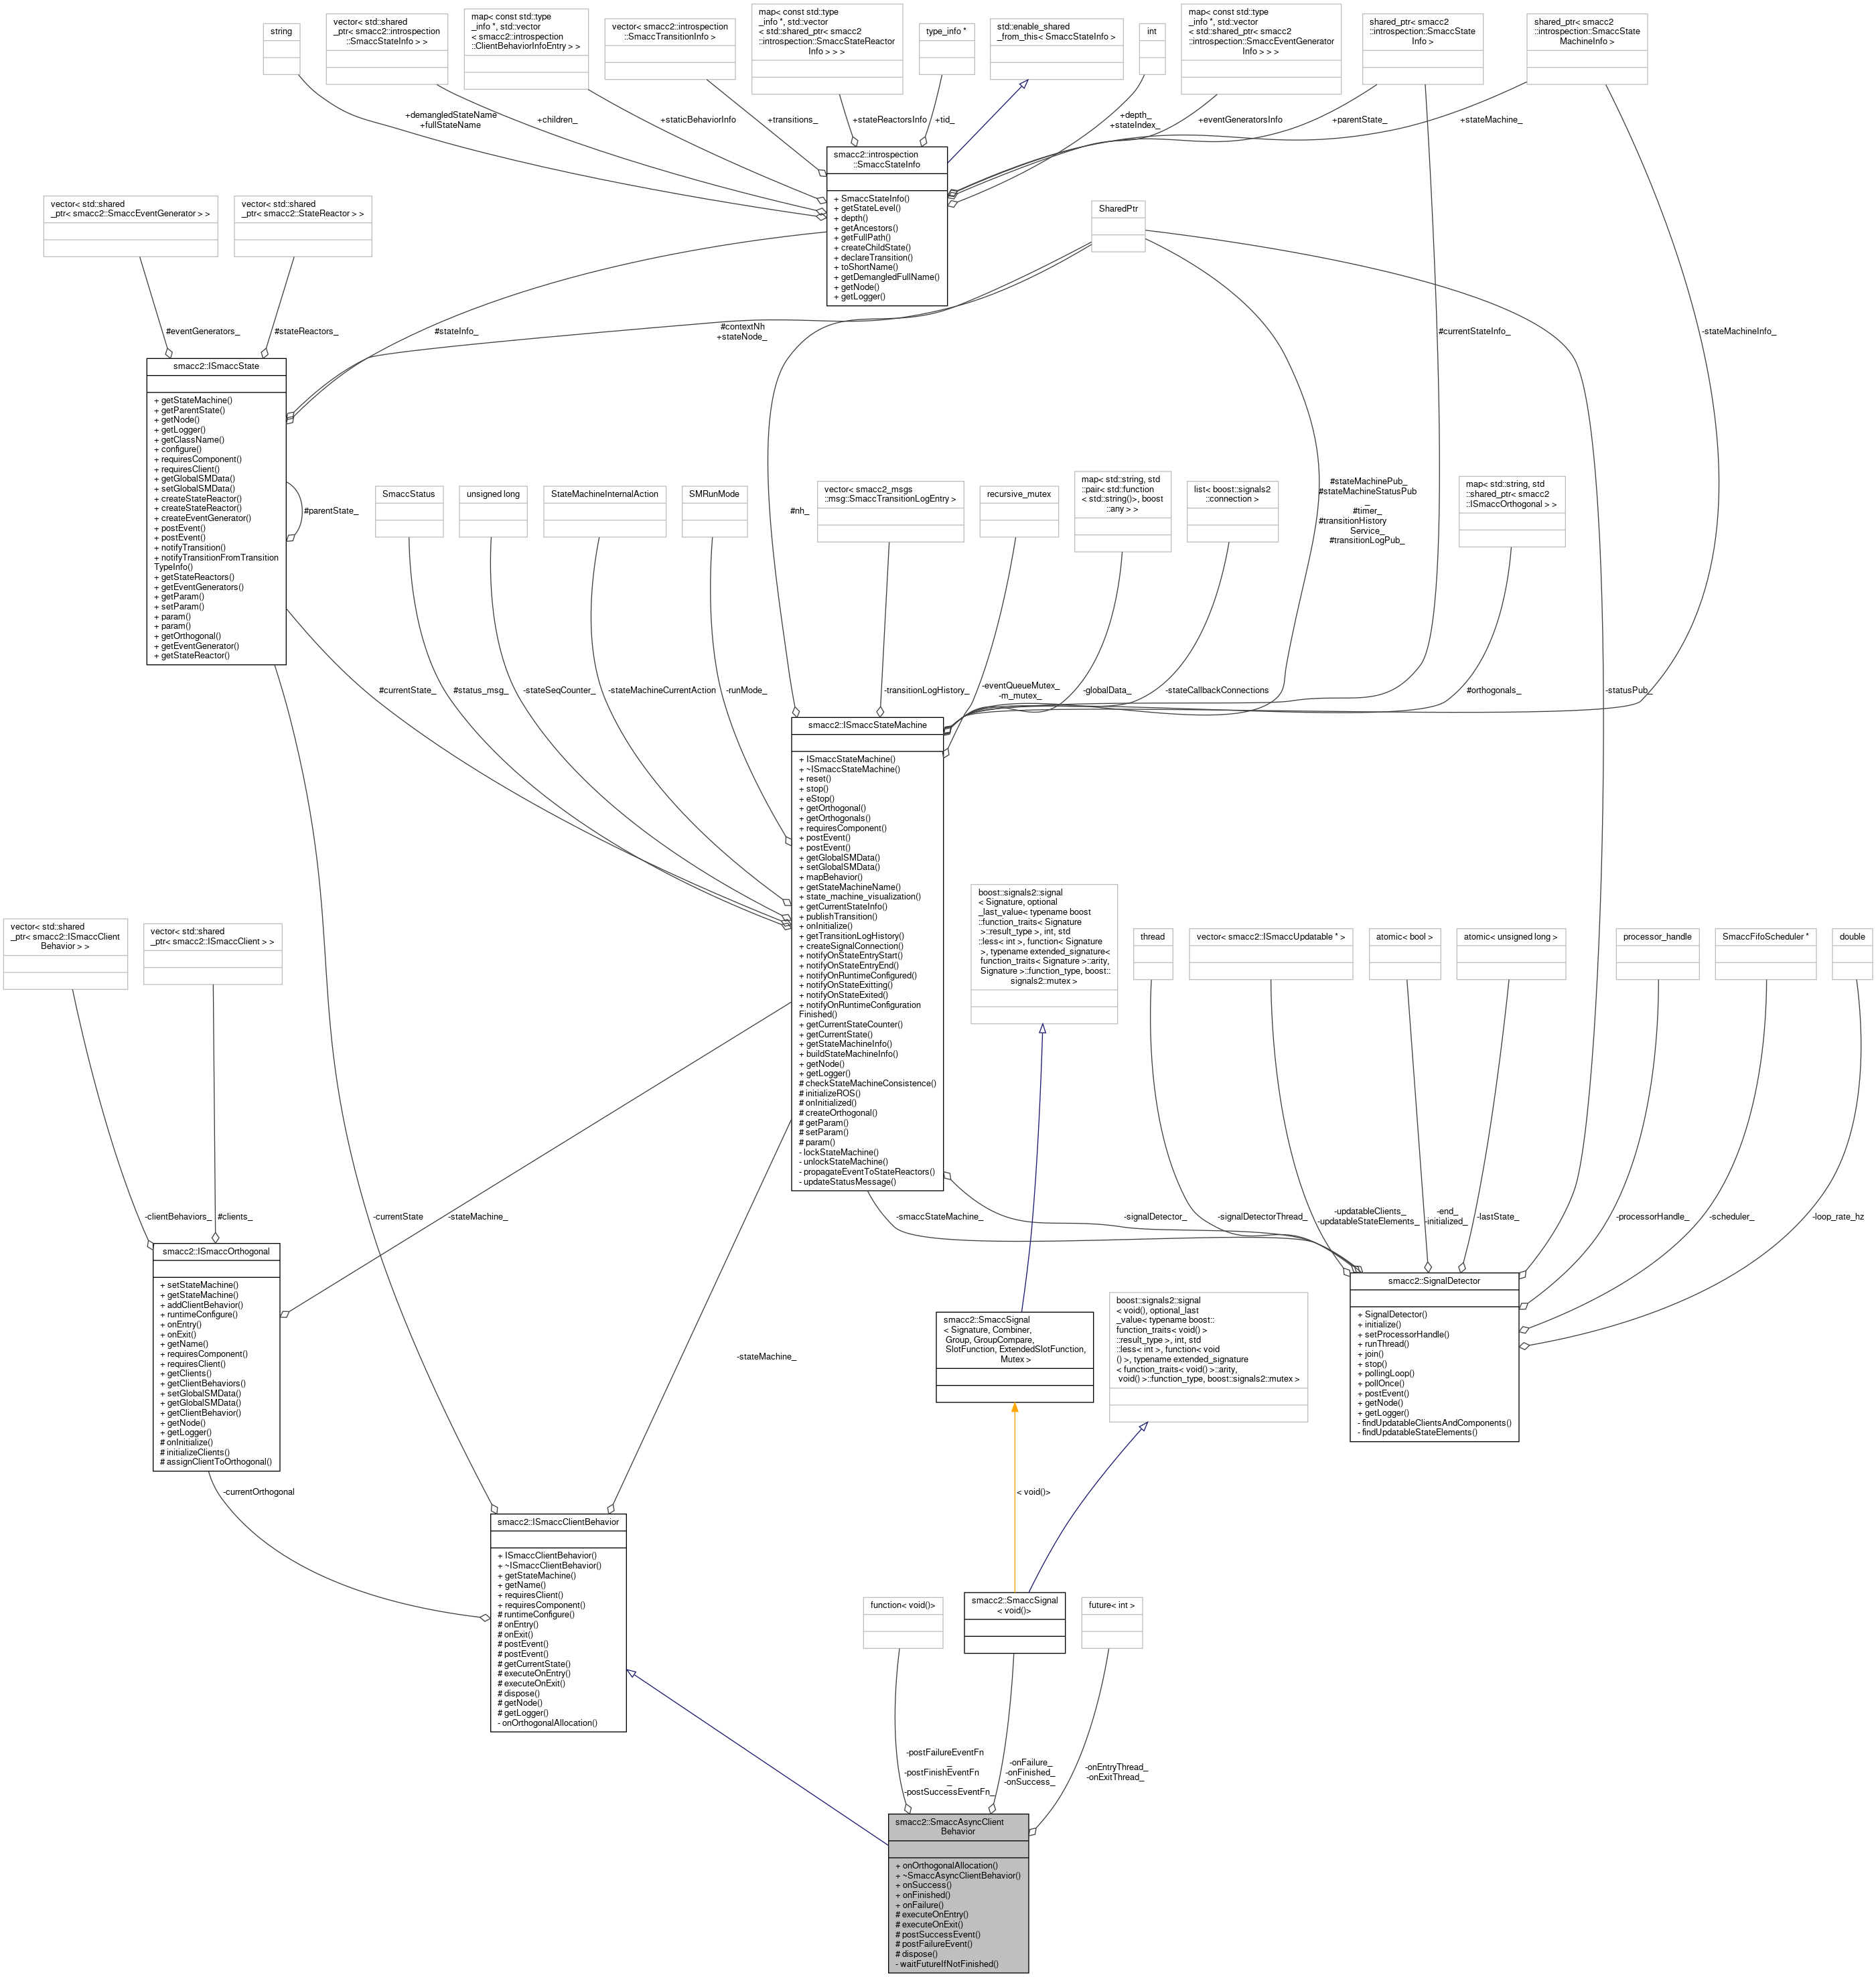 string
vector< std::shared
_ptr< smacc2::introspection
::SmaccStateInfo > >
map< const std::type
_info *, std::vector
< smacc2::introspection
::ClientBehaviorInfoEntry > >
vector< smacc2::introspection
::SmaccTransitionInfo >
map< const std::type
_info *, std::vector
< std::shared_ptr< smacc2
::introspection::SmaccStateReactor
Info > > >
type_info *
std::enable_shared
_from_this< SmaccStateInfo >
int
map< const std::type
_info *, std::vector
< std::shared_ptr< smacc2
::introspection::SmaccEventGenerator
Info > > >
shared_ptr< smacc2
::introspection::SmaccState
Info >
shared_ptr< smacc2
::introspection::SmaccState
MachineInfo >
+demangledStateName
+fullStateName
+children_
+staticBehaviorInfo
+transitions_
+stateReactorsInfo
+tid_
+depth_
+stateIndex_
+eventGeneratorsInfo
+parentState_
+stateMachine_
smacc2::introspection
::SmaccStateInfo
+ SmaccStateInfo()
+ getStateLevel()
+ depth()
+ getAncestors()
+ getFullPath()
+ createChildState()
+ declareTransition()
+ toShortName()
+ getDemangledFullName()
+ getNode()
+ getLogger()
vector< std::shared
_ptr< smacc2::SmaccEventGenerator > >
vector< std::shared
_ptr< smacc2::StateReactor > >
SharedPtr
#eventGenerators_
#stateReactors_
#stateInfo_
#contextNh
+stateNode_
#currentStateInfo_
-stateMachineInfo_
smacc2::ISmaccState
+ getStateMachine()
+ getParentState()
+ getNode()
+ getLogger()
+ getClassName()
+ configure()
+ requiresComponent()
+ requiresClient()
+ getGlobalSMData()
+ setGlobalSMData()
+ createStateReactor()
+ createStateReactor()
+ createEventGenerator()
+ postEvent()
+ postEvent()
+ notifyTransition()
+ notifyTransitionFromTransition
TypeInfo()
+ getStateReactors()
+ getEventGenerators()
+ getParam()
+ setParam()
+ param()
+ param()
+ getOrthogonal()
+ getEventGenerator()
+ getStateReactor()
#parentState_
SmaccStatus
unsigned long
StateMachineInternalAction
SMRunMode
#nh_
vector< smacc2_msgs
::msg::SmaccTransitionLogEntry >
recursive_mutex
map< std::string, std
::pair< std::function
< std::string()>, boost
::any > >
list< boost::signals2
::connection >
#stateMachinePub_
#stateMachineStatusPub
_
#timer_
#transitionHistory
Service_
#transitionLogPub_
map< std::string, std
::shared_ptr< smacc2
::ISmaccOrthogonal > >
#currentState_
#status_msg_
-stateSeqCounter_
-stateMachineCurrentAction
-runMode_
-transitionLogHistory_
-eventQueueMutex_
-m_mutex_
-globalData_
-stateCallbackConnections
#orthogonals_
-statusPub_
smacc2::ISmaccStateMachine
+ ISmaccStateMachine()
+ ~ISmaccStateMachine()
+ reset()
+ stop()
+ eStop()
+ getOrthogonal()
+ getOrthogonals()
+ requiresComponent()
+ postEvent()
+ postEvent()
+ getGlobalSMData()
+ setGlobalSMData()
+ mapBehavior()
+ getStateMachineName()
+ state_machine_visualization()
+ getCurrentStateInfo()
+ publishTransition()
+ onInitialize()
+ getTransitionLogHistory()
+ createSignalConnection()
+ notifyOnStateEntryStart()
+ notifyOnStateEntryEnd()
+ notifyOnRuntimeConfigured()
+ notifyOnStateExitting()
+ notifyOnStateExited()
+ notifyOnRuntimeConfiguration
Finished()
+ getCurrentStateCounter()
+ getCurrentState()
+ getStateMachineInfo()
+ buildStateMachineInfo()
+ getNode()
+ getLogger()
# checkStateMachineConsistence()
# initializeROS()
# onInitialized()
# createOrthogonal()
# getParam()
# setParam()
# param()
- lockStateMachine()
- unlockStateMachine()
- propagateEventToStateReactors()
- updateStatusMessage()
vector< std::shared
_ptr< smacc2::ISmaccClient
Behavior > >
vector< std::shared
_ptr< smacc2::ISmaccClient > >
boost::signals2::signal
< Signature, optional
_last_value< typename boost
::function_traits< Signature
>::result_type >, int, std
::less< int >, function< Signature
>, typename extended_signature<
function_traits< Signature >::arity,
Signature >::function_type, boost::
signals2::mutex >
thread
vector< smacc2::ISmaccUpdatable * >
atomic< bool >
atomic< unsigned long >
processor_handle
SmaccFifoScheduler *
double
-clientBehaviors_
#clients_
-currentState
-stateMachine_
-smaccStateMachine_
-signalDetector_
-signalDetectorThread_
-updatableClients_
-updatableStateElements_
-end_
-initialized_
-lastState_
-processorHandle_
-scheduler_
-loop_rate_hz
smacc2::ISmaccOrthogonal
+ setStateMachine()
+ getStateMachine()
+ addClientBehavior()
+ runtimeConfigure()
+ onEntry()
+ onExit()
+ getName()
+ requiresComponent()
+ requiresClient()
+ getClients()
+ getClientBehaviors()
+ setGlobalSMData()
+ getGlobalSMData()
+ getClientBehavior()
+ getNode()
+ getLogger()
# onInitialize()
# initializeClients()
# assignClientToOrthogonal()
smacc2::SignalDetector
+ SignalDetector()
+ initialize()
+ setProcessorHandle()
+ runThread()
+ join()
+ stop()
+ pollingLoop()
+ pollOnce()
+ postEvent()
+ getNode()
+ getLogger()
- findUpdatableClientsAndComponents()
- findUpdatableStateElements()
-stateMachine_
smacc2::SmaccSignal
< Signature, Combiner,
Group, GroupCompare,
SlotFunction, ExtendedSlotFunction,
Mutex >
boost::signals2::signal
< void(), optional_last
_value< typename boost::
function_traits< void() >
::result_type >, int, std
::less< int >, function< void
() >, typename extended_signature
< function_traits< void() >::arity,
void() >::function_type, boost::signals2::mutex >
-currentOrthogonal
< void()>
smacc2::ISmaccClientBehavior
+ ISmaccClientBehavior()
+ ~ISmaccClientBehavior()
+ getStateMachine()
+ getName()
+ requiresClient()
+ requiresComponent()
# runtimeConfigure()
# onEntry()
# onExit()
# postEvent()
# postEvent()
# getCurrentState()
# executeOnEntry()
# executeOnExit()
# dispose()
# getNode()
# getLogger()
- onOrthogonalAllocation()
function< void()>
smacc2::SmaccSignal
< void()>
future< int >
-postFailureEventFn
_
-postFinishEventFn
_
-postSuccessEventFn_
-onFailure_
-onFinished_
-onSuccess_
-onEntryThread_
-onExitThread_
smacc2::SmaccAsyncClient
Behavior
+ onOrthogonalAllocation()
+ ~SmaccAsyncClientBehavior()
+ onSuccess()
+ onFinished()
+ onFailure()
# executeOnEntry()
# executeOnExit()
# postSuccessEvent()
# postFailureEvent()
# dispose()
- waitFutureIfNotFinished()